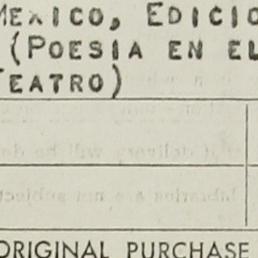 MEXICO, EDICIO
(POESIA EN EL
TEATRO)
ORIGINAL PURCHASE